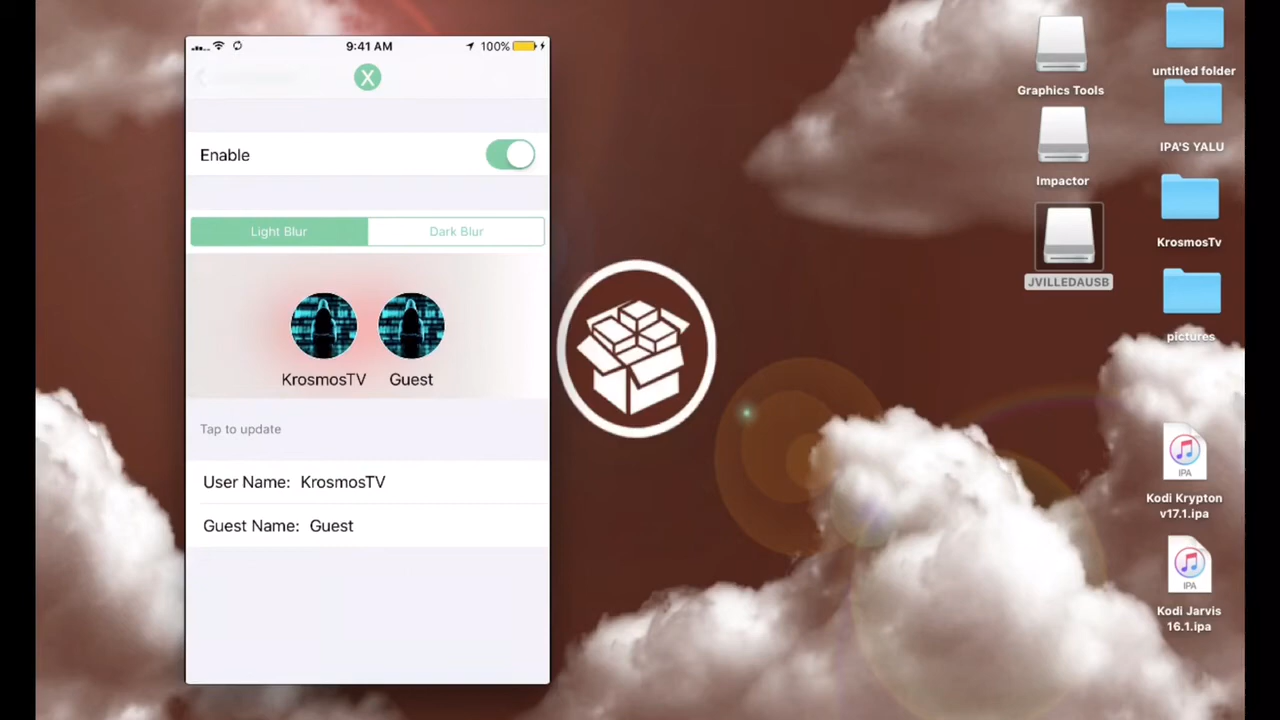 9:41 AM
100%
X
Enable
Light Blur
Dark Blur
KrosmosTV
Guest
Tap to update
User Name: KrosmosTV
Guest Name: Guest
Graphics Tools
untitled folder
IPA'S YALU
Impactor
KrosmosTv
JVILLEDAUSB
pictures
IPA
Kodi Krypton
v17.1.ipa
IPA
Kodi Jarvis
16.1.ipa